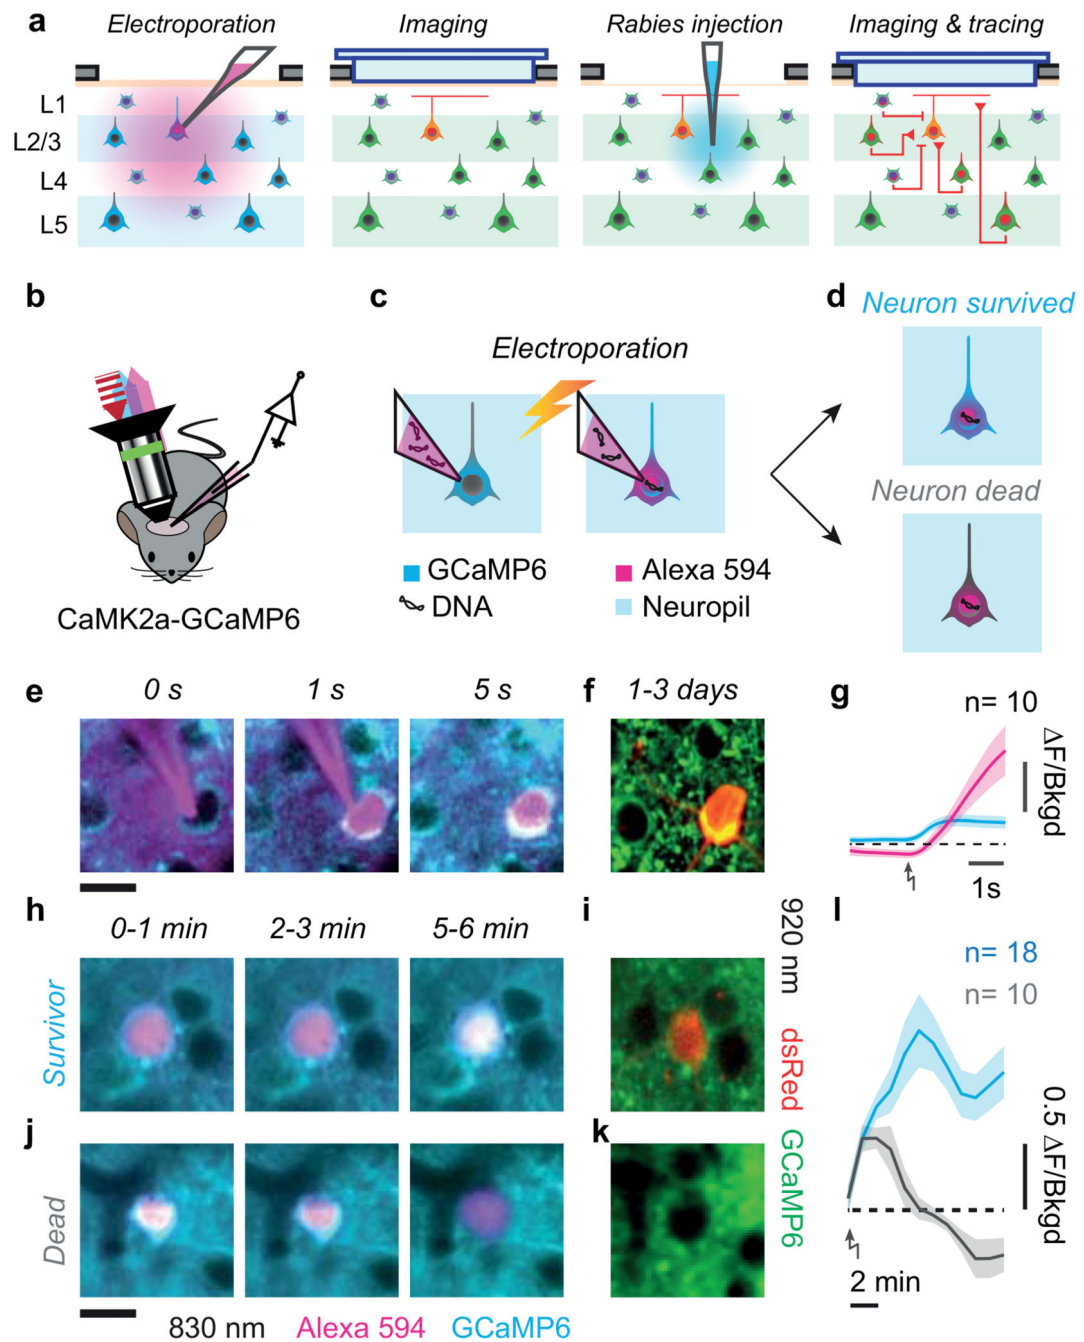 a
Electroporation
Imaging
Rabies injection
Imaging & tracing
L1
L2/3
L4
L5
b
CaMK2a-GCaMP6
c
Electroporation
GCaMP6
Alexa 594
DNA
Neuropil
d
Neuron survived
Neuron dead
e
0 s
1 s
5 s
f
1-3 days
g
n= 10
ΔF/Bkgd
1s
h
0-1 min
2-3 min
5-6 min
Survivor
i
920 nm
dsRed
GCaMP6
j
Dead
k
830 nm
Alexa 594
GCaMP6
l
n= 18
n= 10
0.5 ΔF/Bkgd
2 min